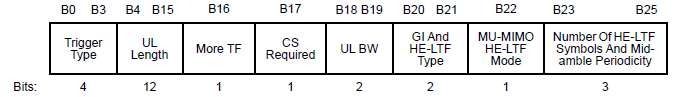 B0 B3 B4 B15 B16 B17 B18 B19 B20 B21 B22 B23 B25
Trigger Type
UL Length
More TF
CS Required
UL BW
GI And HE-LTF Type
MU-MIMO HE-LTF Mode
Number Of HE-LTF Symbols And Mid-amble Periodicity
Bits: 4 12 1 1 2 2 1 3